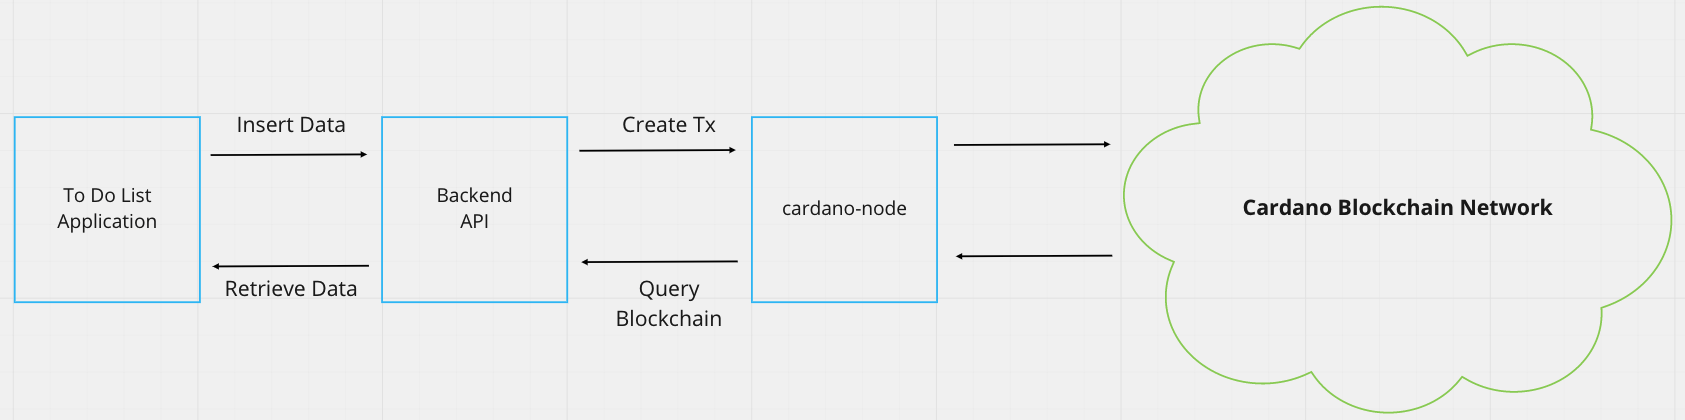 To Do List
Application
Insert Data
Retrieve Data
Backend
API
Create Tx
Query
Blockchain
cardano-node
Cardano Blockchain Network